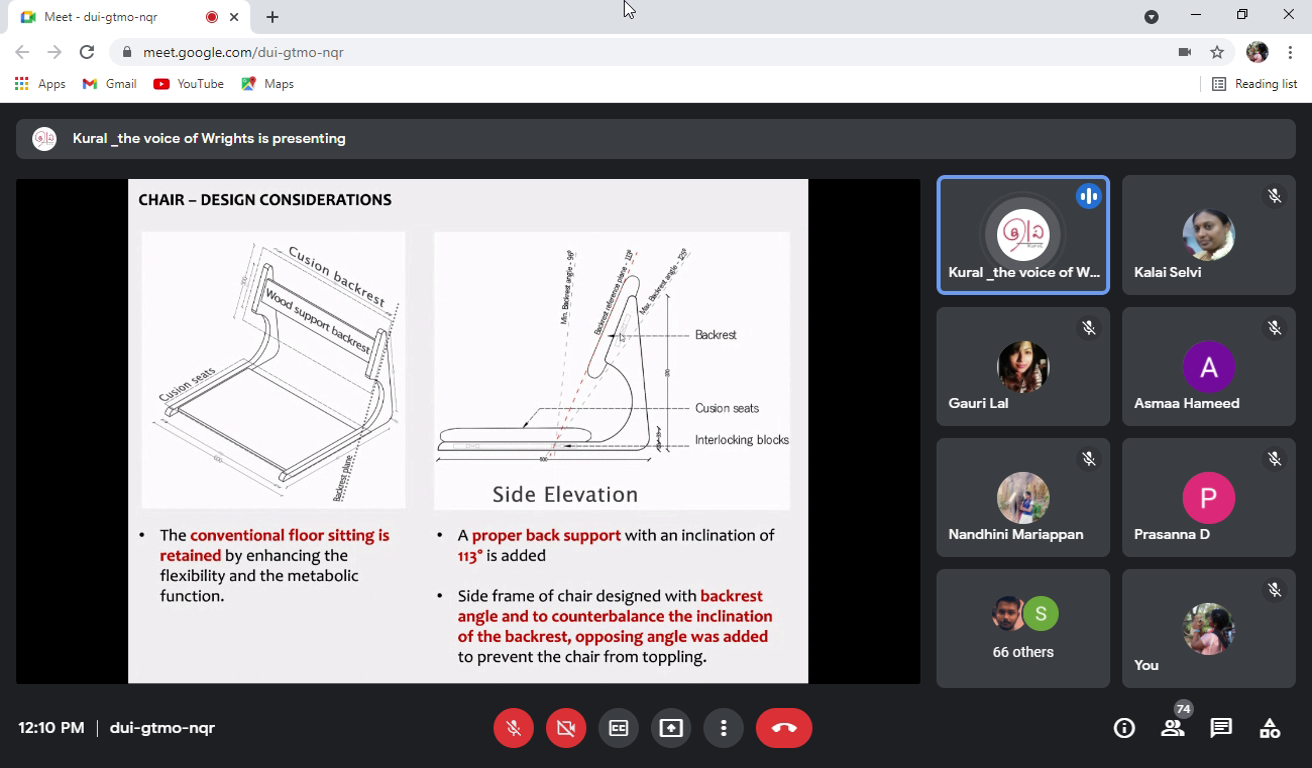 Meet - dui-gtmo-nqr
meet.google.com/dui-gtmo-nqr
Apps
Gmail
YouTube
Maps
Reading list
Kural _the voice of Wrights is presenting
CHAIR – DESIGN CONSIDERATIONS
Cusion backrest
Wood support backrest
Cusion seats
Backrest plane
Min. Backrest angle - 95º
Backrest reference plane - 113º
Max. Backrest angle - 125º
Backrest
Cusion seats
Interlocking blocks
500
Side Elevation
• The conventional floor sitting is
retained by enhancing the
flexibility and the metabolic
function.
• A proper back support with an inclination of
113° is added
• Side frame of chair designed with backrest
angle and to counterbalance the inclination
of the backrest, opposing angle was added
to prevent the chair from toppling.
Kural _the voice of W...
Kalai Selvi
Gauri Lal
A
Asmaa Hameed
Nandhini Mariappan
P
Prasanna D
S
66 others
You
12:10 PM
dui-gtmo-nqr
CC
74